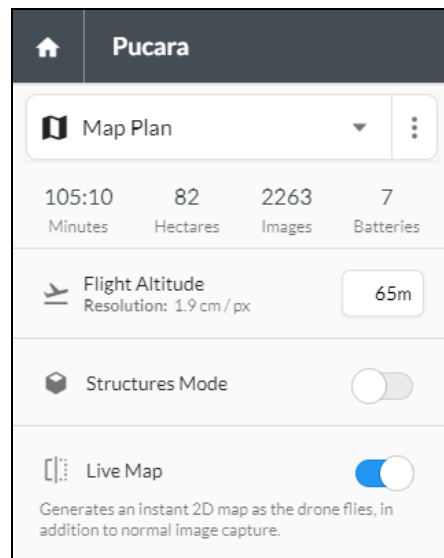 Pucara
Map Plan
105:10 82 2263 7
Minutes Hectares Images Batteries
Flight Altitude
Resolution: 1.9 cm / px
65m
Structures Mode
Live Map
Generates an instant 2D map as the drone flies, in
addition to normal image capture.